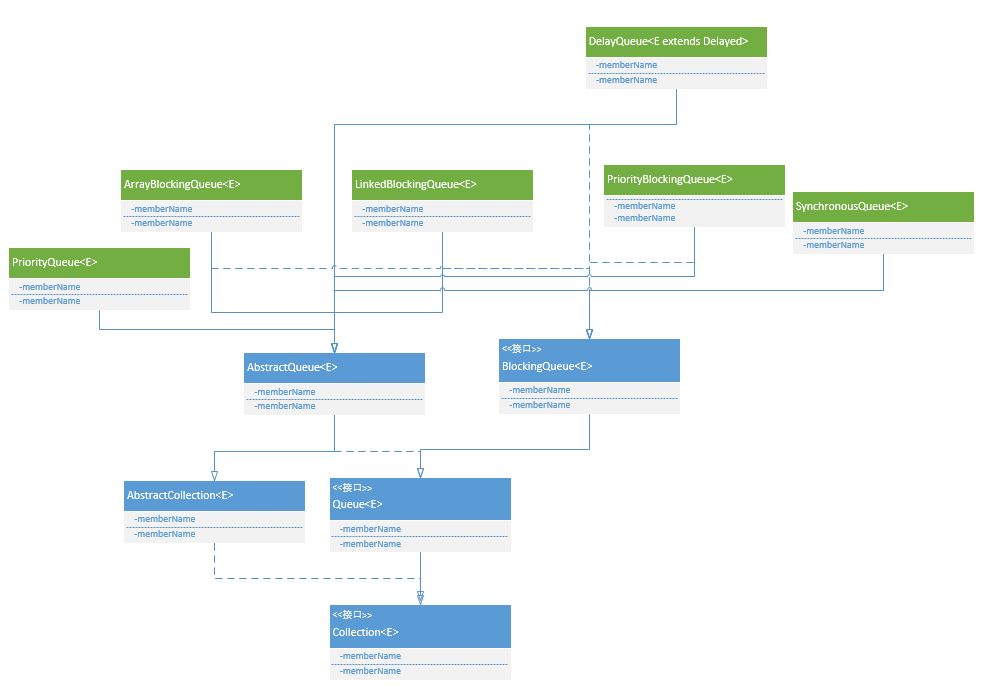 DelayQueue<E extends Delayed>
-memberName
-memberName
ArrayBlockingQueue<E>
-memberName
-memberName
LinkedBlockingQueue<E>
-memberName
-memberName
PriorityBlockingQueue<E>
-memberName
-memberName
SynchronousQueue<E>
-memberName
-memberName
PriorityQueue<E>
-memberName
-memberName
AbstractQueue<E>
-memberName
-memberName
<<接口>>
BlockingQueue<E>
-memberName
-memberName
AbstractCollection<E>
-memberName
-memberName
<<接口>>
Queue<E>
-memberName
-memberName
<<接口>>
Collection<E>
-memberName
-memberName